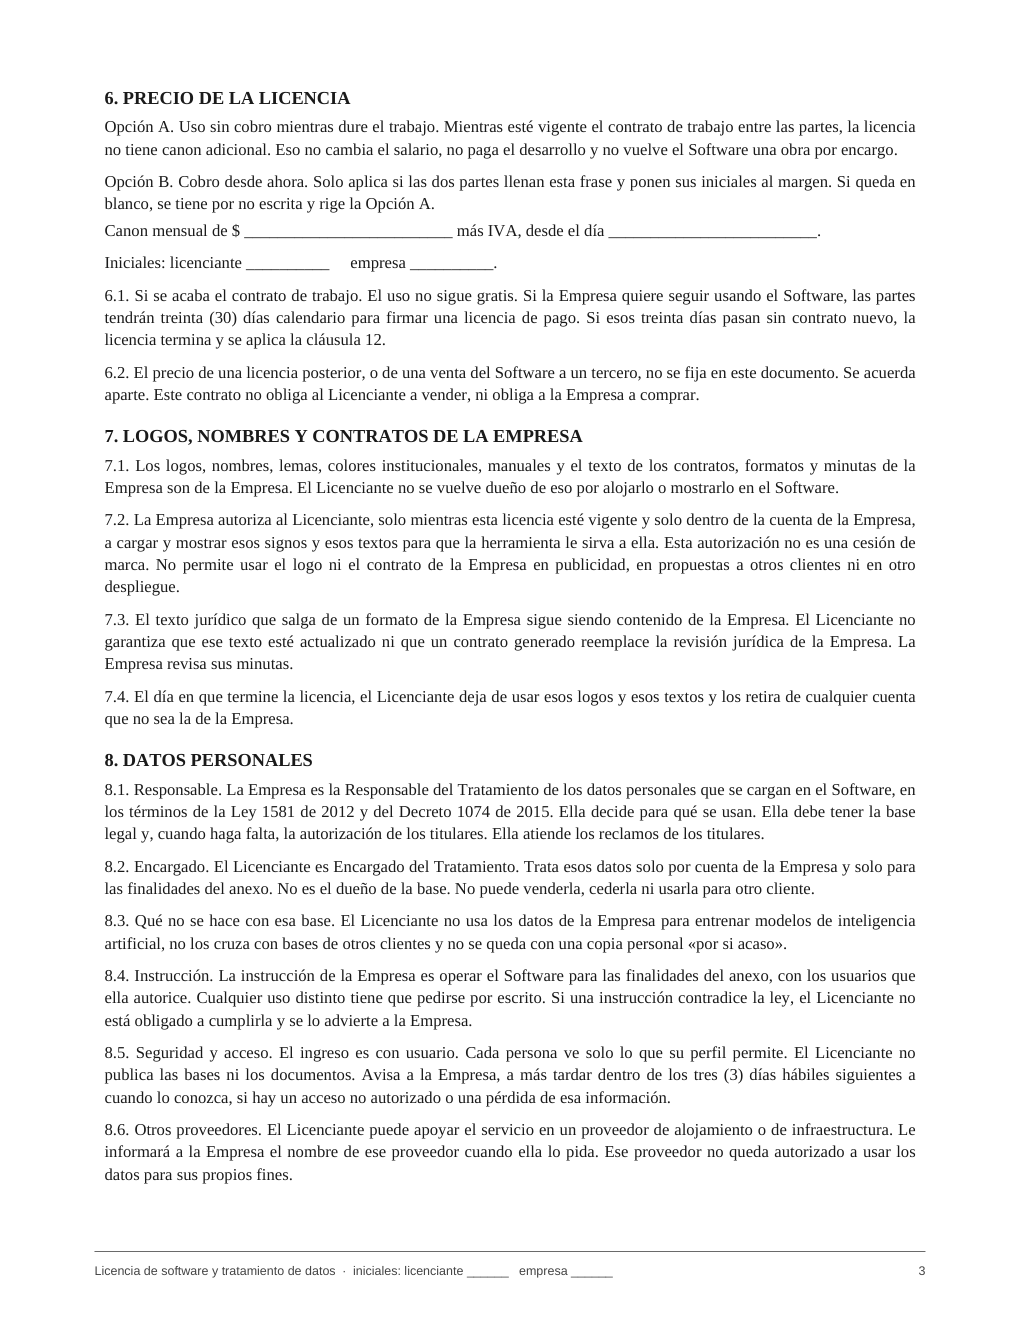 6. PRECIO DE LA LICENCIA
Opción A. Uso sin cobro mientras dure el trabajo. Mientras esté vigente el contrato de trabajo entre las partes, la licencia
no tiene canon adicional. Eso no cambia el salario, no paga el desarrollo y no vuelve el Software una obra por encargo.
Opción B. Cobro desde ahora. Solo aplica si las dos partes llenan esta frase y ponen sus iniciales al margen. Si queda en
blanco, se tiene por no escrita y rige la Opción A.
Canon mensual de $ _________________________ más IVA, desde el día _________________________.
Iniciales: licenciante __________ empresa __________.
6.1. Si se acaba el contrato de trabajo. El uso no sigue gratis. Si la Empresa quiere seguir usando el Software, las partes
tendrán treinta (30) días calendario para firmar una licencia de pago. Si esos treinta días pasan sin contrato nuevo, la
licencia termina y se aplica la cláusula 12.
6.2. El precio de una licencia posterior, o de una venta del Software a un tercero, no se fija en este documento. Se acuerda
aparte. Este contrato no obliga al Licenciante a vender, ni obliga a la Empresa a comprar.
7. LOGOS, NOMBRES Y CONTRATOS DE LA EMPRESA
7.1. Los logos, nombres, lemas, colores institucionales, manuales y el texto de los contratos, formatos y minutas de la
Empresa son de la Empresa. El Licenciante no se vuelve dueño de eso por alojarlo o mostrarlo en el Software.
7.2. La Empresa autoriza al Licenciante, solo mientras esta licencia esté vigente y solo dentro de la cuenta de la Empresa,
a cargar y mostrar esos signos y esos textos para que la herramienta le sirva a ella. Esta autorización no es una cesión de
marca. No permite usar el logo ni el contrato de la Empresa en publicidad, en propuestas a otros clientes ni en otro
despliegue.
7.3. El texto jurídico que salga de un formato de la Empresa sigue siendo contenido de la Empresa. El Licenciante no
garantiza que ese texto esté actualizado ni que un contrato generado reemplace la revisión jurídica de la Empresa. La
Empresa revisa sus minutas.
7.4. El día en que termine la licencia, el Licenciante deja de usar esos logos y esos textos y los retira de cualquier cuenta
que no sea la de la Empresa.
8. DATOS PERSONALES
8.1. Responsable. La Empresa es la Responsable del Tratamiento de los datos personales que se cargan en el Software, en
los términos de la Ley 1581 de 2012 y del Decreto 1074 de 2015. Ella decide para qué se usan. Ella debe tener la base
legal y, cuando haga falta, la autorización de los titulares. Ella atiende los reclamos de los titulares.
8.2. Encargado. El Licenciante es Encargado del Tratamiento. Trata esos datos solo por cuenta de la Empresa y solo para
las finalidades del anexo. No es el dueño de la base. No puede venderla, cederla ni usarla para otro cliente.
8.3. Qué no se hace con esa base. El Licenciante no usa los datos de la Empresa para entrenar modelos de inteligencia
artificial, no los cruza con bases de otros clientes y no se queda con una copia personal «por si acaso».
8.4. Instrucción. La instrucción de la Empresa es operar el Software para las finalidades del anexo, con los usuarios que
ella autorice. Cualquier uso distinto tiene que pedirse por escrito. Si una instrucción contradice la ley, el Licenciante no
está obligado a cumplirla y se lo advierte a la Empresa.
8.5. Seguridad y acceso. El ingreso es con usuario. Cada persona ve solo lo que su perfil permite. El Licenciante no
publica las bases ni los documentos. Avisa a la Empresa, a más tardar dentro de los tres (3) días hábiles siguientes a
cuando lo conozca, si hay un acceso no autorizado o una pérdida de esa información.
8.6. Otros proveedores. El Licenciante puede apoyar el servicio en un proveedor de alojamiento o de infraestructura. Le
informará a la Empresa el nombre de ese proveedor cuando ella lo pida. Ese proveedor no queda autorizado a usar los
datos para sus propios fines.
Licencia de software y tratamiento de datos · iniciales: licenciante ______ empresa ______ 3